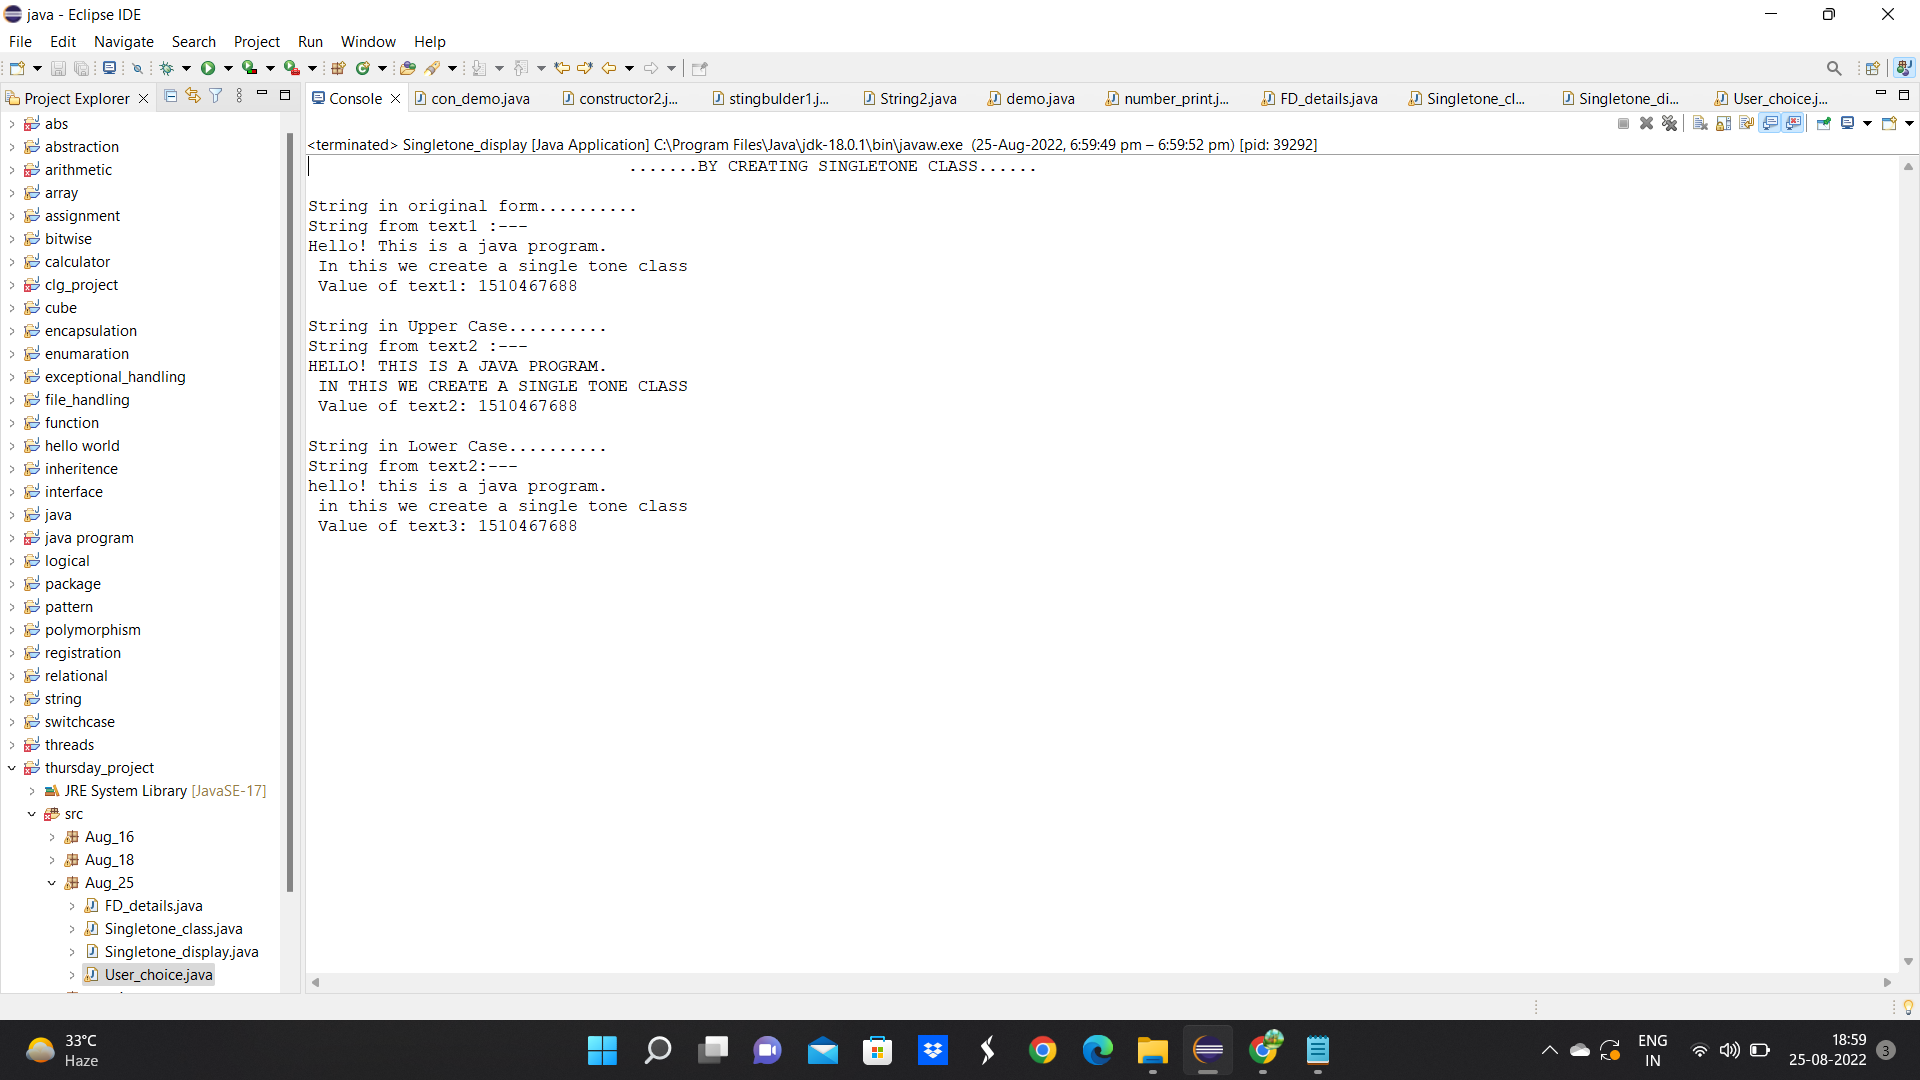 java - Eclipse IDE
File Edit Navigate Search Project Run Window Help
Project Explorer
Console con_demo.java constructor2.j... stingbulder1.j... String2.java demo.java number_print.j... FD_details.java Singletone_cl... Singletone_di... User_choice.j...
<terminated> Singletone_display [Java Application] C:\Program Files\Java\jdk-18.0.1\bin\javaw.exe (25-Aug-2022, 6:59:49 pm – 6:59:52 pm) [pid: 39292]
.......BY CREATING SINGLETONE CLASS......
String in original form..........
String from text1 :---
Hello! This is a java program.
In this we create a single tone class
Value of text1: 1510467688
String in Upper Case..........
String from text2 :---
HELLO! THIS IS A JAVA PROGRAM.
IN THIS WE CREATE A SINGLE TONE CLASS
Value of text2: 1510467688
String in Lower Case..........
String from text2:---
hello! this is a java program.
in this we create a single tone class
Value of text3: 1510467688
abs
abstraction
arithmetic
array
assignment
bitwise
calculator
clg_project
cube
encapsulation
enumaration
exceptional_handling
file_handling
function
hello world
inheritence
interface
java
java program
logical
package
pattern
polymorphism
registration
relational
string
switchcase
threads
thursday_project
JRE System Library [JavaSE-17]
src
Aug_16
Aug_18
Aug_25
FD_details.java
Singletone_class.java
Singletone_display.java
User_choice.java
33°C
Haze
ENG
IN
18:59
25-08-2022
3